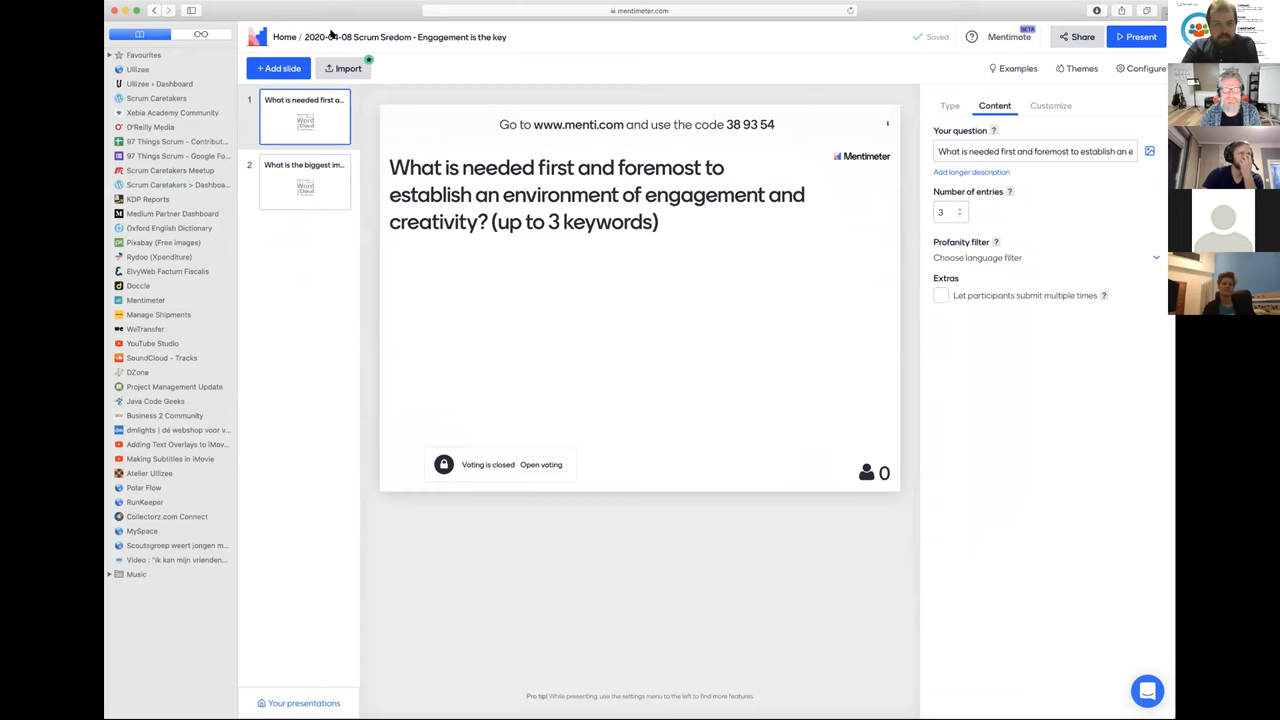 mentimeter.com
Home / 2020-04-08 Scrum Sredom - Engagement is the key
Saved
Mentimote
BETA
Share
Present
+ Add slide
Import
Examples
Themes
Configure
Favourites
Ullizee
Ullizee › Dashboard
Scrum Caretakers
Xebia Academy Community
O'Reilly Media
97 Things Scrum - Contribut...
97 Things Scrum - Google Fo...
Scrum Caretakers Meetup
Scrum Caretakers > Dashboa...
KDP Reports
Medium Partner Dashboard
Oxford English Dictionary
Pixabay (Free images)
Rydoo (Xpenditure)
ElvyWeb Factum Fiscalis
Doccle
Mentimeter
Manage Shipments
WeTransfer
YouTube Studio
SoundCloud - Tracks
DZone
Project Management Update
Java Code Geeks
Business 2 Community
dmlights | dé webshop voor v...
Adding Text Overlays to iMov...
Making Subtitles in iMovie
Atelier Ullizee
Polar Flow
RunKeeper
Collectorz.com Connect
MySpace
Scoutsgroep weert jongen m...
Video : "ik kan mijn vrienden...
Music
1
What is needed first a...
Word
Cloud
2
What is the biggest im...
Word
Cloud
Your presentations
Go to www.menti.com and use the code 38 93 54
Mentimeter
What is needed first and foremost to
establish an environment of engagement and
creativity? (up to 3 keywords)
Voting is closed Open voting
0
Pro tip! While presenting, use the settings menu to the left to find more features.
Type
Content
Customize
Your question ?
What is needed first and foremost to establish an e
Add longer description
Number of entries ?
3
Profanity filter ?
Choose language filter
Extras
Let participants submit multiple times ?